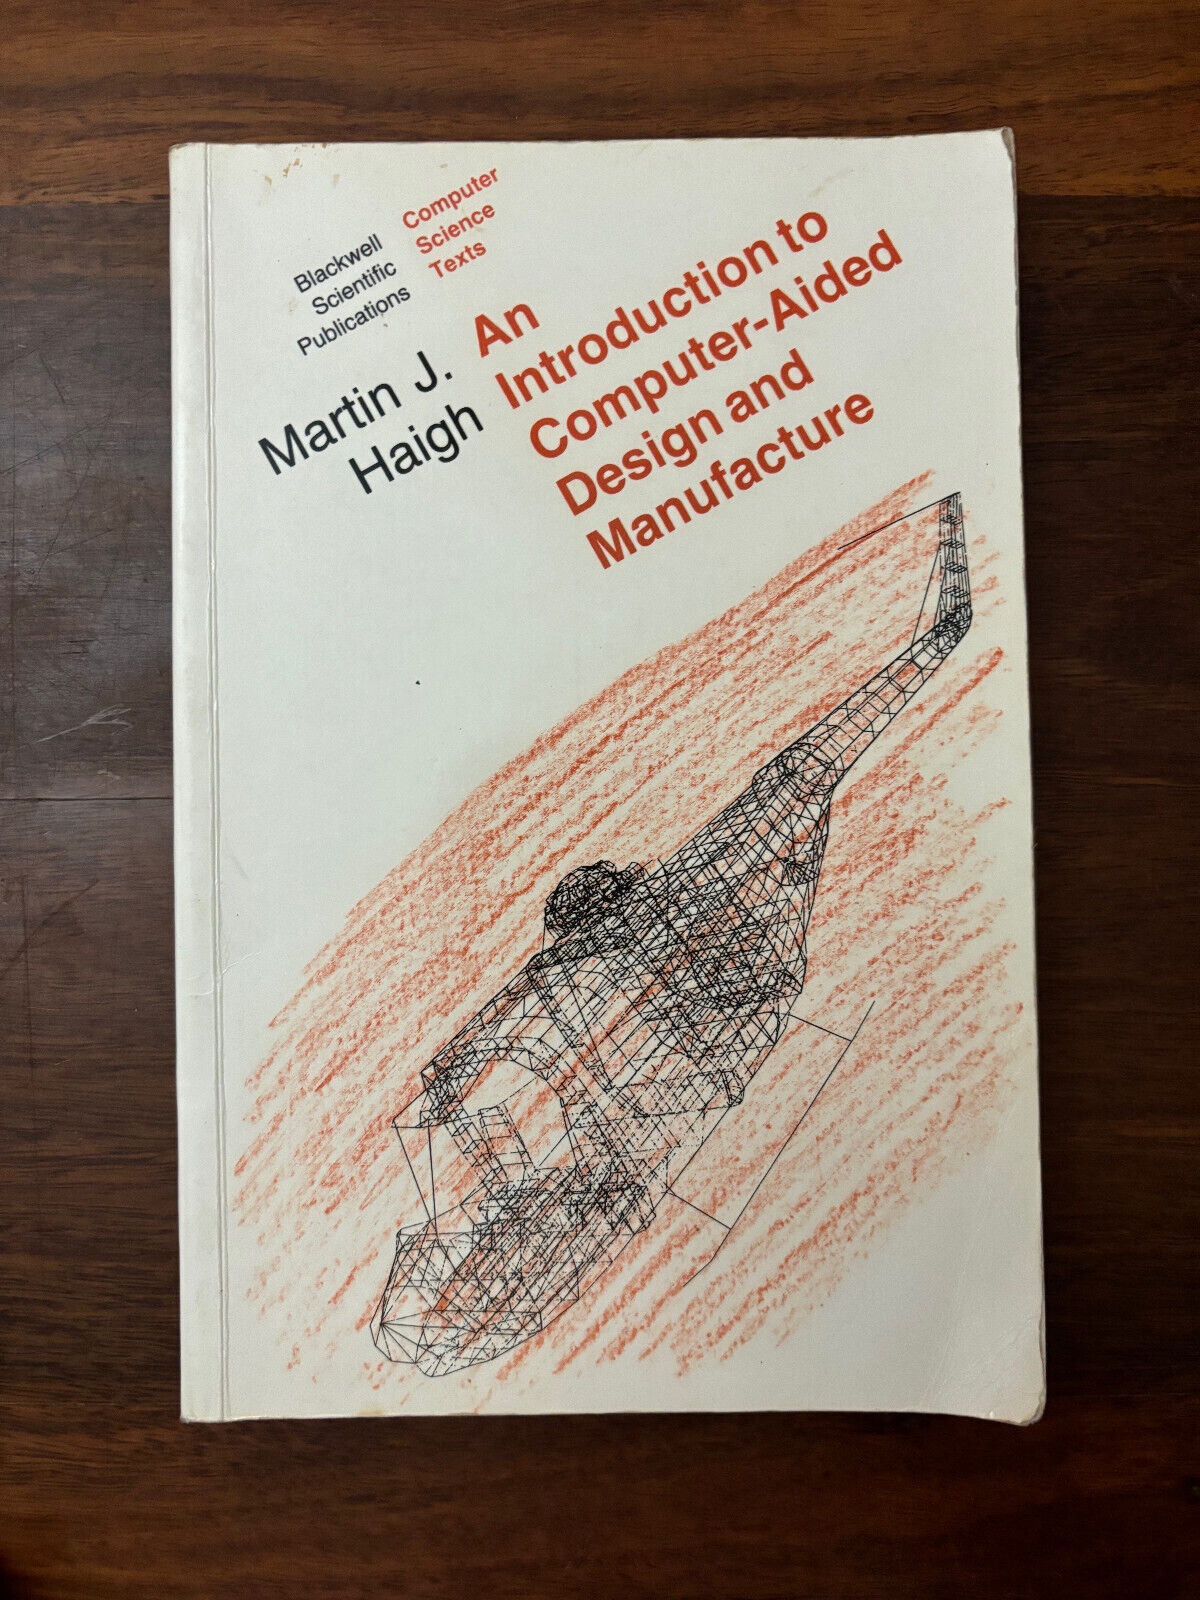 Blackwell
Scientific
Publications
Computer
Science
Texts
Martin J.
Haigh
An
Introduction to
Computer-Aided
Design and
Manufacture